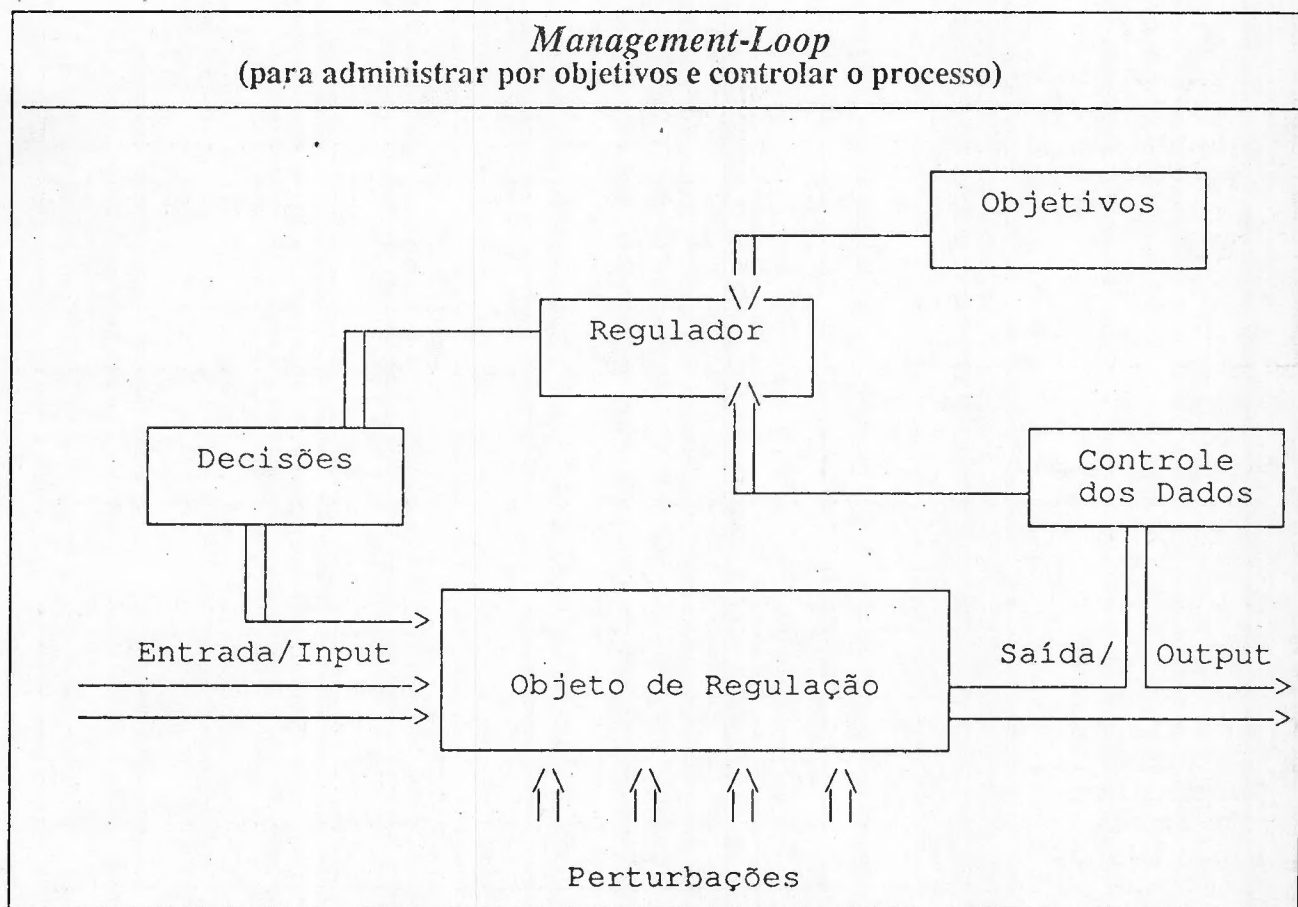 Management-Loop
(para administrar por objetivos e controlar o processo)
Objetivos
Regulador
Decisões
Controle
dos Dados
Entrada/Input
Objeto de Regulação
Saída/ Output
Perturbações